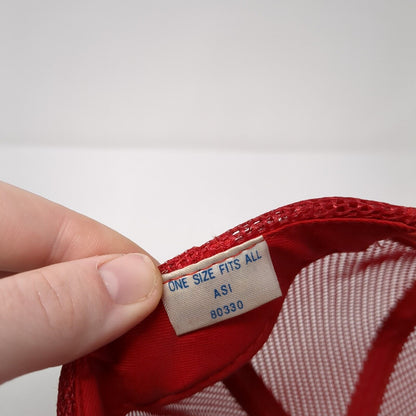 ONE SIZE FITS ALL
ASI
80330